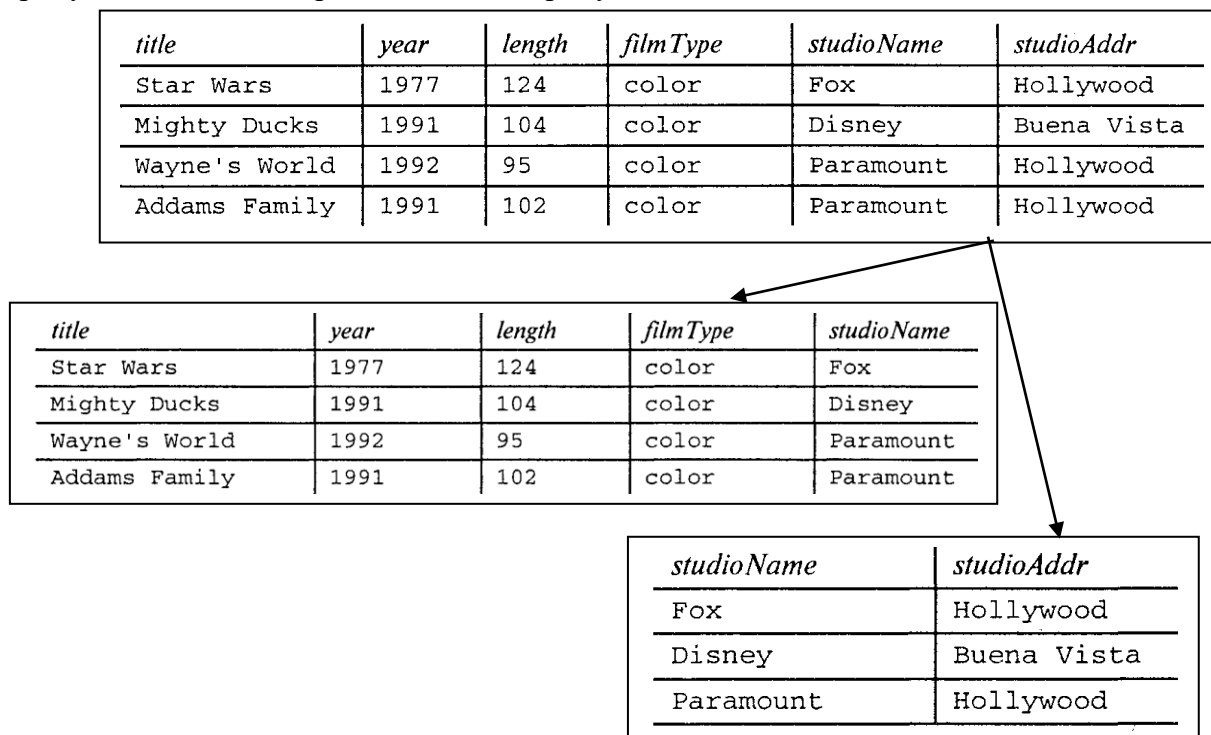 title year length filmType studioName studioAddr
Star Wars 1977 124 color Fox Hollywood
Mighty Ducks 1991 104 color Disney Buena Vista
Wayne's World 1992 95 color Paramount Hollywood
Addams Family 1991 102 color Paramount Hollywood
title year length filmType studioName
Star Wars 1977 124 color Fox
Mighty Ducks 1991 104 color Disney
Wayne's World 1992 95 color Paramount
Addams Family 1991 102 color Paramount
studioName studioAddr
Fox Hollywood
Disney Buena Vista
Paramount Hollywood